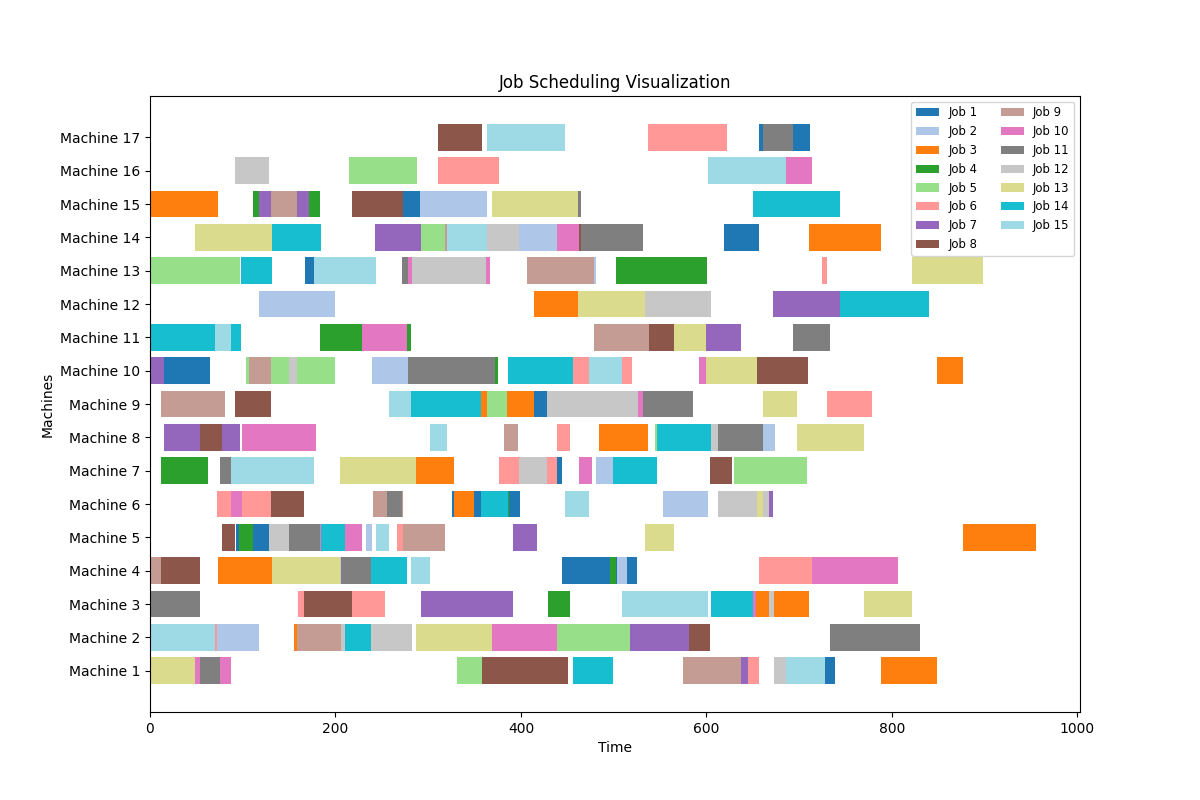 Job Scheduling Visualization
Machines
Machine 17
Machine 16
Machine 15
Machine 14
Machine 13
Machine 12
Machine 11
Machine 10
Machine 9
Machine 8
Machine 7
Machine 6
Machine 5
Machine 4
Machine 3
Machine 2
Machine 1
0 200 400 600 800 1000
Time
Job 1
Job 2
Job 3
Job 4
Job 5
Job 6
Job 7
Job 8
Job 9
Job 10
Job 11
Job 12
Job 13
Job 14
Job 15